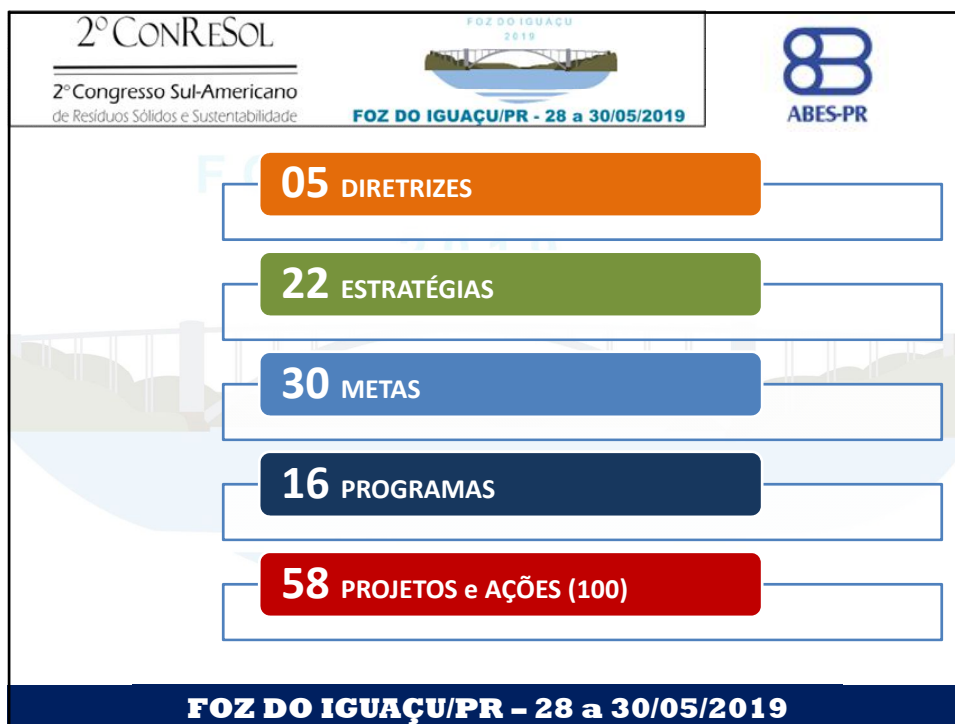 2º CONRESOL
2º Congresso Sul-Americano
de Resíduos Sólidos e Sustentabilidade
FOZ DO IGUAÇU
2019
FOZ DO IGUAÇU/PR - 28 a 30/05/2019
ABES-PR
05 DIRETRIZES
22 ESTRATÉGIAS
30 METAS
16 PROGRAMAS
58 PROJETOS e AÇÕES (100)
FOZ DO IGUAÇU/PR – 28 a 30/05/2019